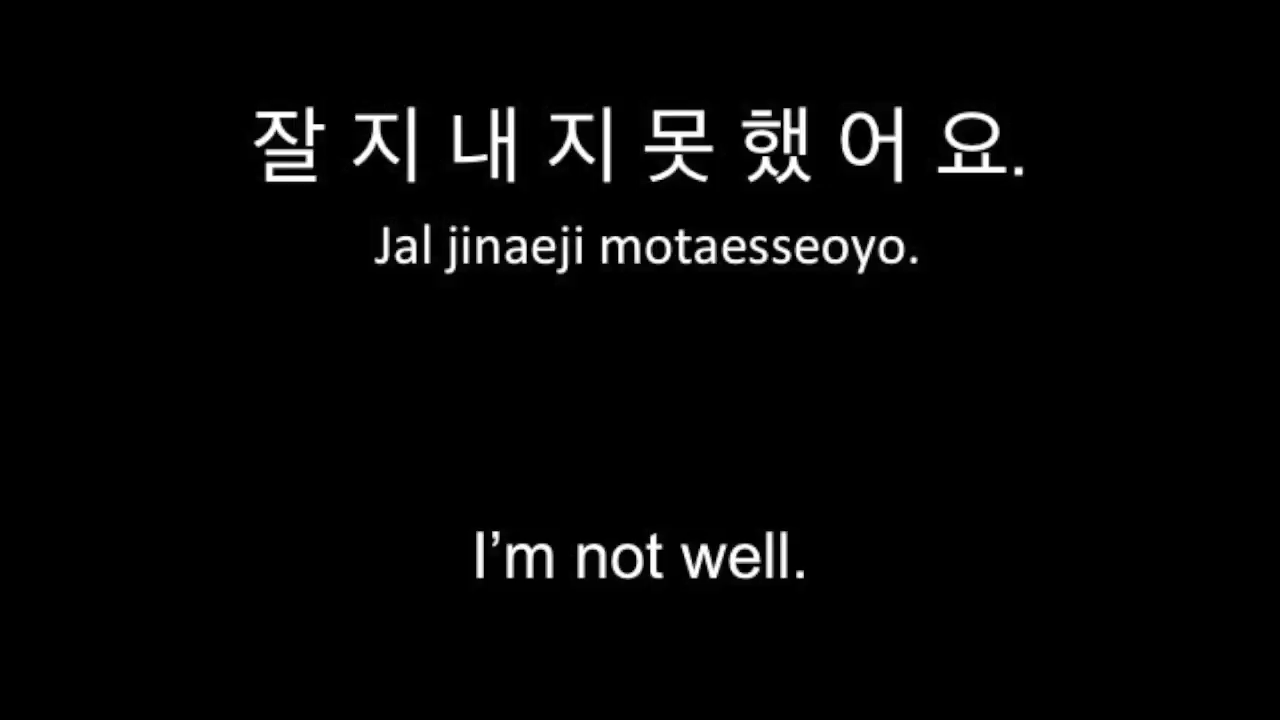 잘 지 내 지 못 했 어 요.
Jal jinaeji motaesseoyo.
I’m not well.